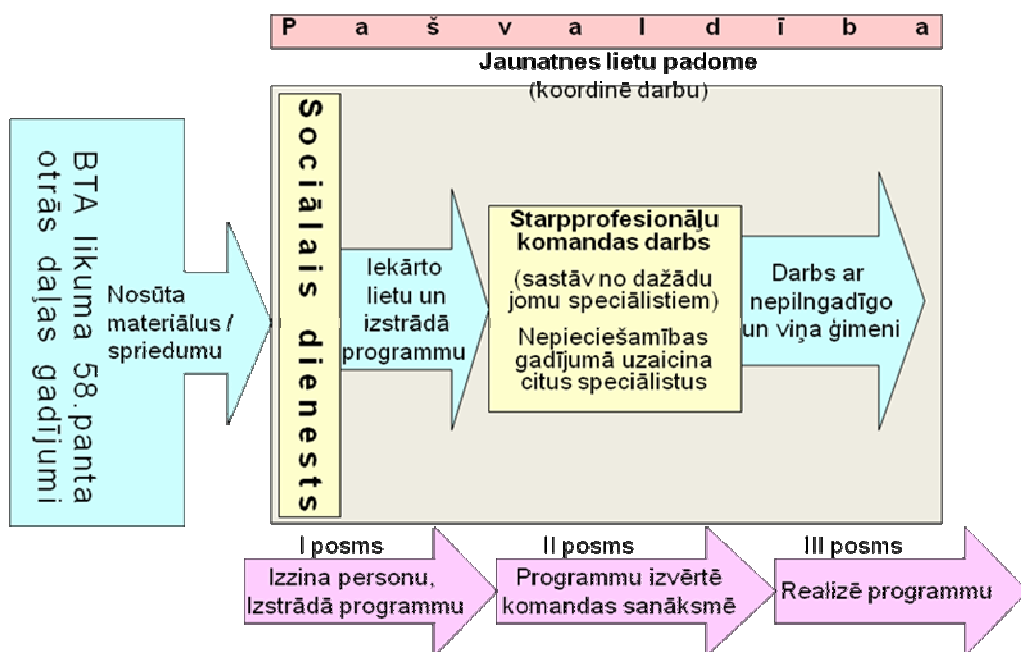 Pašvaldība
Jaunatnes lietu padome
(koordinē darbu)
BTA likuma 58.panta
otrās daļas gadījumi
Nosūta
materiālus /
spriedumu
Sociālais dienests
Iekārto
lietu un
izstrādā
programmu
Starpprofesionāļu
komandas darbs
(sastāv no dažādu
jomu speciālistiem)
Nepieciešamības
gadījumā uzaicina
citus speciālistus
Darbs ar
nepilngadīgo
un viņa ģimeni
I posms
Izzina personu,
Izstrādā programmu
II posms
Programmu izvērtē
komandas sanāksmē
III posms
Realizē programmu